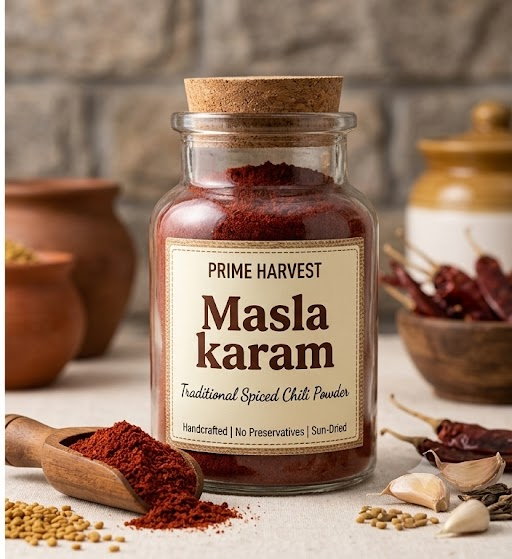 PRIME HARVEST
Masla
karam
Traditional Spiced Chili Powder
Handcrafted | No Preservatives | Sun-Dried